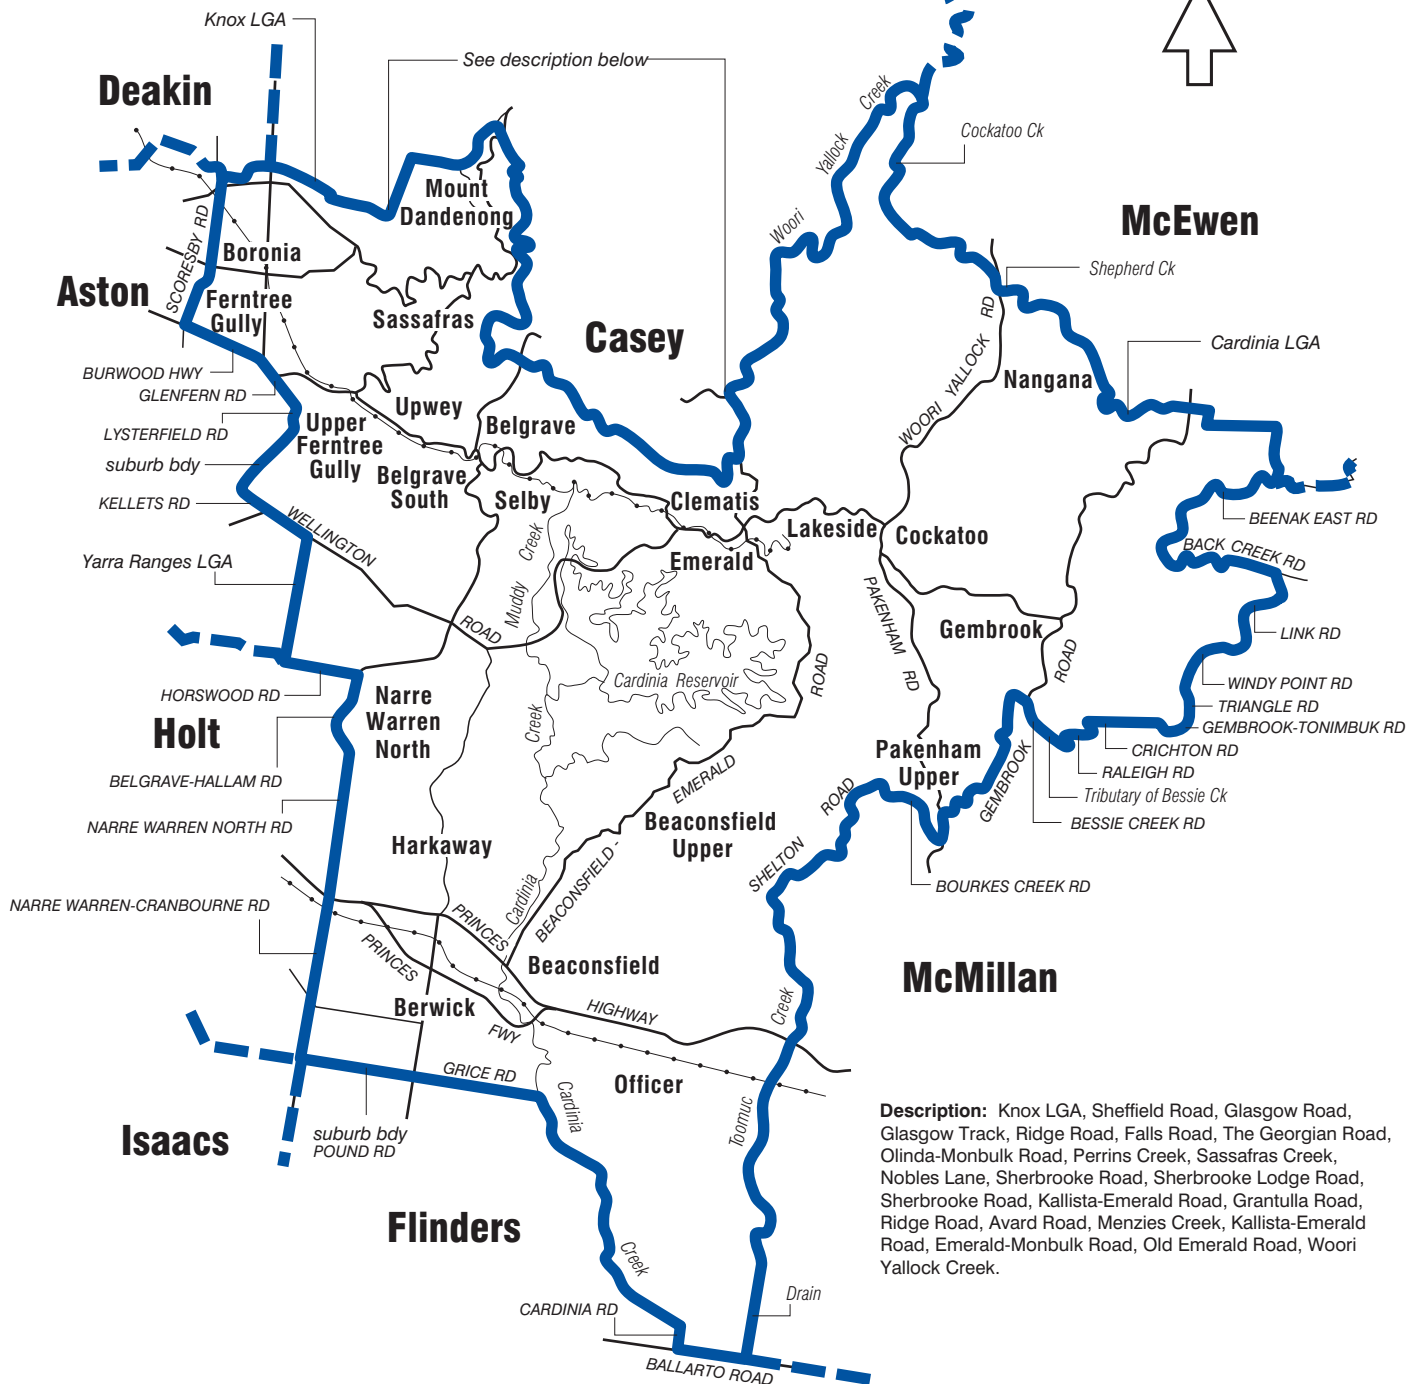 Knox LGA
See description below
Deakin
Creek
Yallock
Woori
Cockatoo Ck
McEwen
Mount
Dandenong
Boronia
SCORESBY RD
Aston
Ferntree
Gully
Sassafras
Casey
Shepherd Ck
Cardinia LGA
WOORI YALLOCK RD
Nangana
BURWOOD HWY
GLENFERN RD
LYSTERFIELD RD
suburb bdy
KELLETS RD
Upwey
Upper
Ferntree
Gully
Belgrave
Belgrave
South
Selby
Clematis
Lakeside
Cockatoo
Emerald
BEENAK EAST RD
BACK CREEK RD
WELLINGTON
ROAD
Yarra Ranges LGA
Muddy
Creek
PAKENHAM RD
Gembrook
LINK RD
ROAD
ROAD
Cardinia Reservoir
HORSWOOD RD
Narre
Warren
North
Holt
Creek
WINDY POINT RD
TRIANGLE RD
GEMBROOK-TONIMBUK RD
CRICHTON RD
RALEIGH RD
Tributary of Bessie Ck
BESSIE CREEK RD
GEMBROOK
Pakenham
Upper
BELGRAVE-HALLAM RD
NARRE WARREN NORTH RD
EMERALD
Beaconsfield
Upper
SHELTON
ROAD
Harkaway
BOURKES CREEK RD
NARRE WARREN-CRANBOURNE RD
Cardinia
BEACONSFIELD -
PRINCES
PRINCES
FWY
HIGHWAY
Beaconsfield
Berwick
McMillan
Creek
Toomuc
GRICE RD
Officer
Cardinia
Creek
Isaacs
suburb bdy
POUND RD
Flinders
CARDINIA RD
Drain
BALLARTO ROAD
Description: Knox LGA, Sheffield Road, Glasgow Road,
Glasgow Track, Ridge Road, Falls Road, The Georgian Road,
Olinda-Monbulk Road, Perrins Creek, Sassafras Creek,
Nobles Lane, Sherbrooke Road, Sherbrooke Lodge Road,
Sherbrooke Road, Kallista-Emerald Road, Grantulla Road,
Ridge Road, Avard Road, Menzies Creek, Kallista-Emerald
Road, Emerald-Monbulk Road, Old Emerald Road, Woori
Yallock Creek.